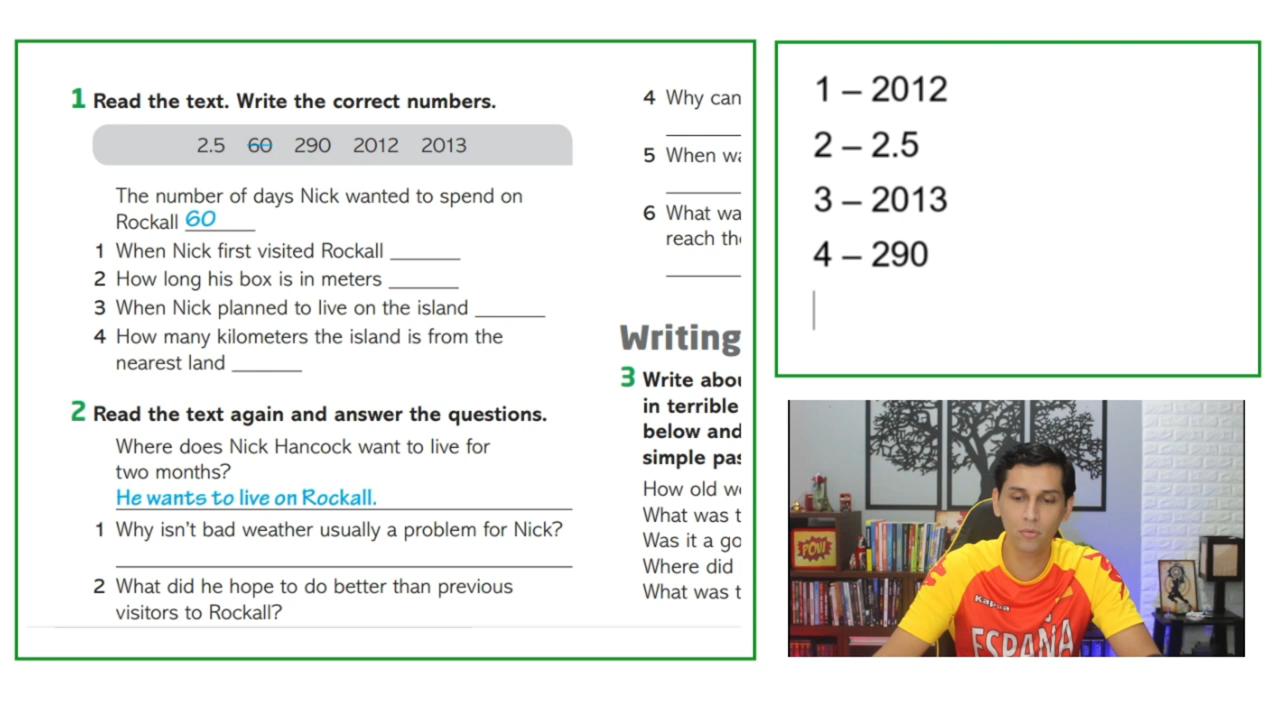 1 Read the text. Write the correct numbers.
2.5 60 290 2012 2013
The number of days Nick wanted to spend on
Rockall 60
1 When Nick first visited Rockall
2 How long his box is in meters
3 When Nick planned to live on the island
4 How many kilometers the island is from the
nearest land
2 Read the text again and answer the questions.
Where does Nick Hancock want to live for
two months?
He wants to live on Rockall.
1 Why isn't bad weather usually a problem for Nick?
2 What did he hope to do better than previous
visitors to Rockall?
4 Why can
5 When wa
6 What wa
reach the
Writing
3 Write abou
in terrible
below and
simple pas
How old we
What was t
Was it a go
Where did
What was t
1 – 2012
2 – 2.5
3 – 2013
4 – 290
POW!
Kappa
ESPAÑA